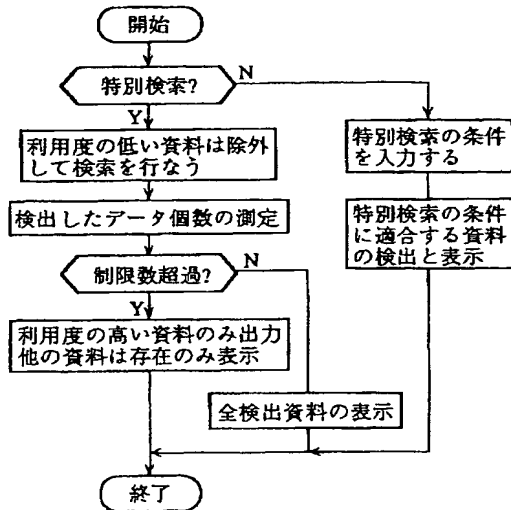 開始
特別検索?
N
Y
利用度の低い資料は除外
して検索を行なう
特別検索の条件
を入力する
検出したデータ個数の測定
特別検索の条件
に適合する資料
の検出と表示
制限数超過?
N
Y
利用度の高い資料のみ出力
他の資料は存在のみ表示
全検出資料の表示
終了